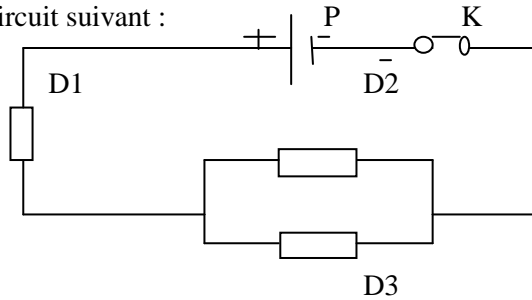 ircuit suivant :
P K
+ -
D1 D2
-
D3